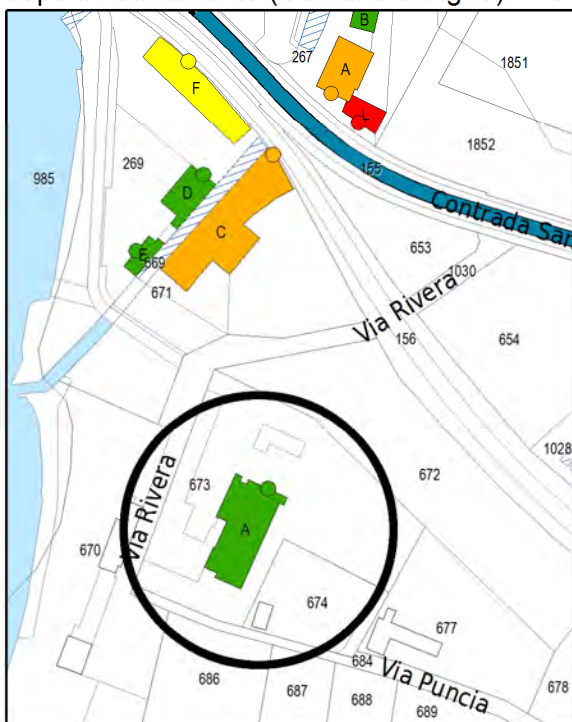 B
267
A
1851
F
L
1852
155
985
269
D
Contrada San
C
653
E
669
1030
671
Via Rivera
156
654
1028
672
Via Rivera
673
A
670
674
677
684
Via Puncia
686
687
688
689
678